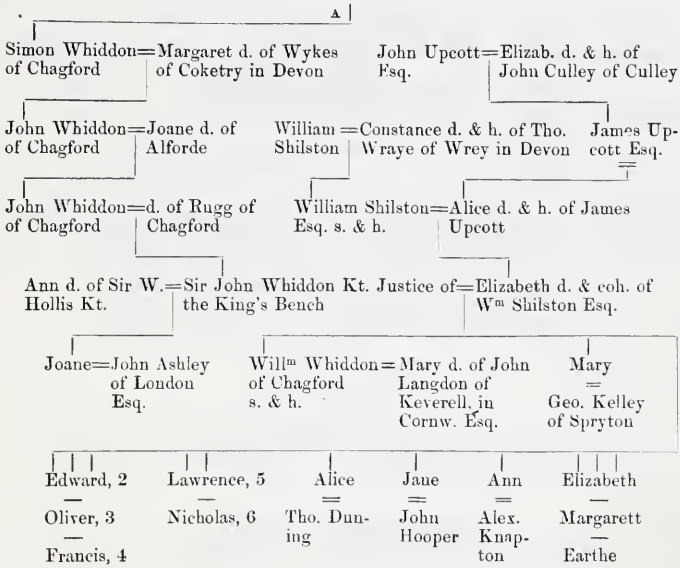 A
Simon Whiddon=Margaret d. of Wykes
of Chagford of Coketry in Devon
John Upcott=Elizab. d. & h. of
Esq. John Culley of Culley
John Whiddon=Joane d. of
of Chagford Alforde
William =Constance d. & h. of Tho.
Shilston Wraye of Wrey in Devon
James Up-
cott Esq.
=
John Whiddon=d. of Rugg of
of Chagford Chagford
William Shilston=Alice d. & h. of James
Esq. s. & h. Upcott
Ann d. of Sir W.=Sir John Whiddon Kt. Justice of=Elizabeth d. & coh. of
Hollis Kt. the King's Bench Wm Shilston Esq.
Joane=John Ashley
of London
Esq.
Willm Whiddon=Mary d. of John
of Chagford Langdon of
s. & h. Keverell, in
Cornw. Esq.
Mary
=
Geo. Kelley
of Spryton
Edward, 2
—
Oliver, 3
—
Francis, 4
Lawrence, 5
—
Nicholas, 6
Alice
=
Tho. Dun-
ing
Jane
=
John
Hooper
Ann
=
Alex.
Knap-
ton
Elizabeth
—
Margarett
—
Earthe